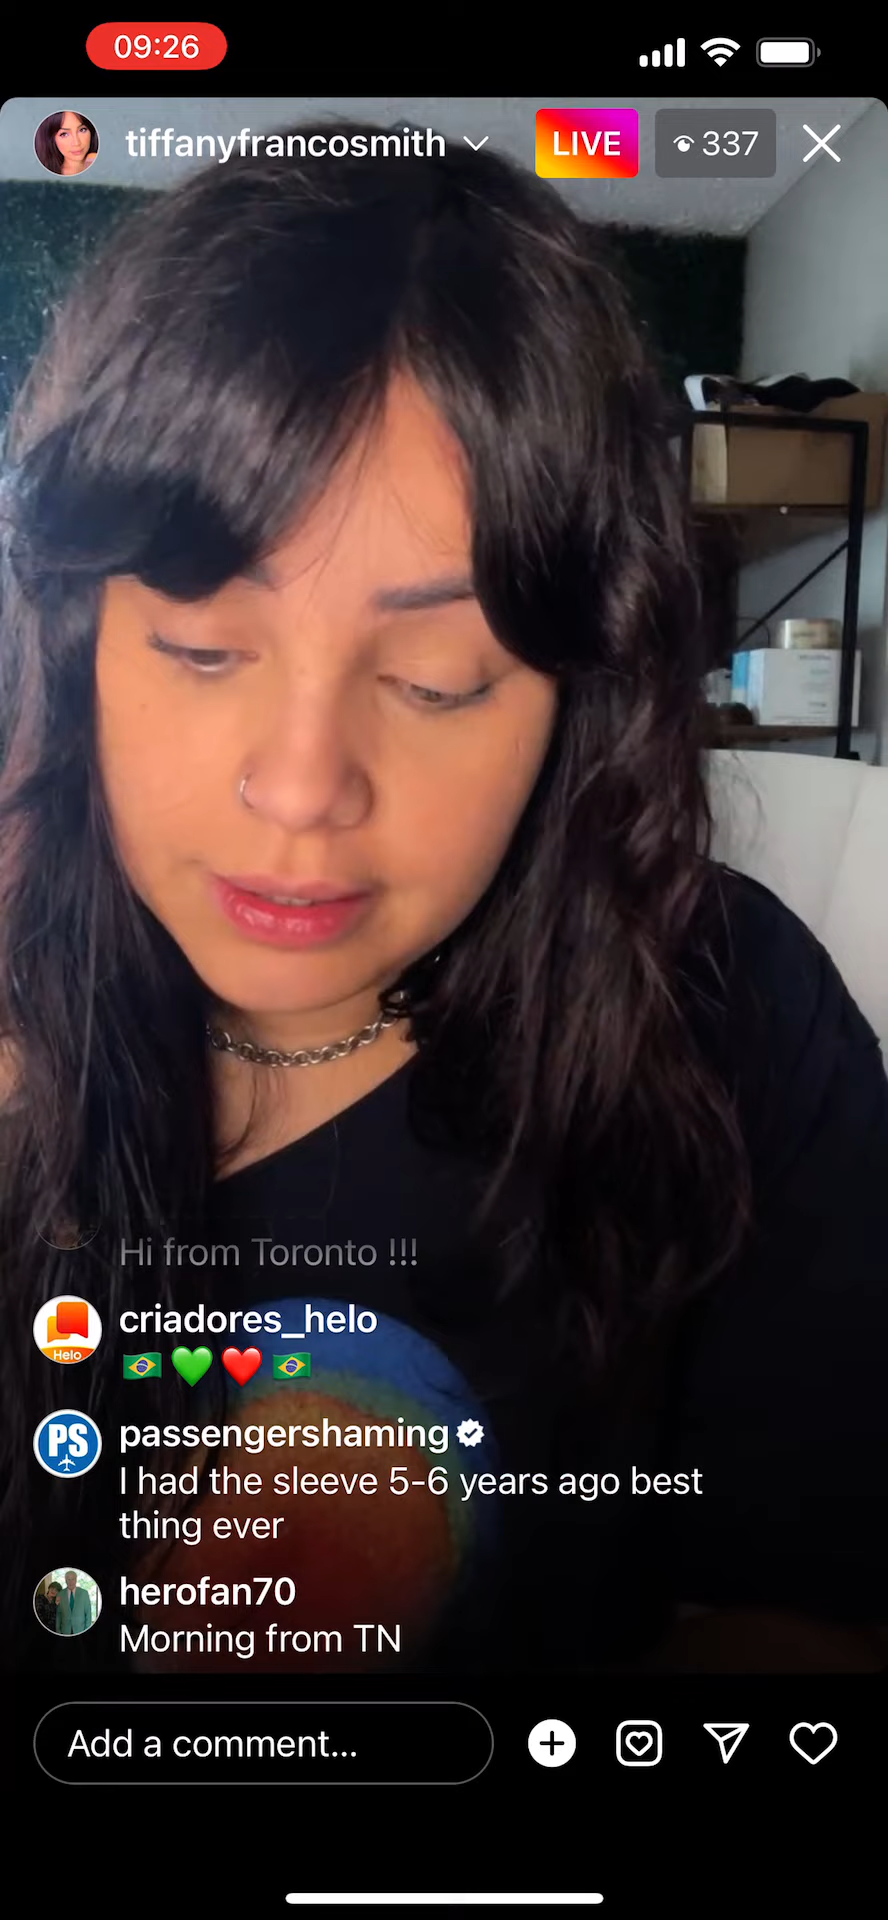 09:26
tiffanyfrancosmith
LIVE
337
Hi from Toronto !!!
criadores_helo
🇧🇷💚❤️🇧🇷
Helo
PS
passengershaming
I had the sleeve 5-6 years ago best
thing ever
herofan70
Morning from TN
Add a comment...